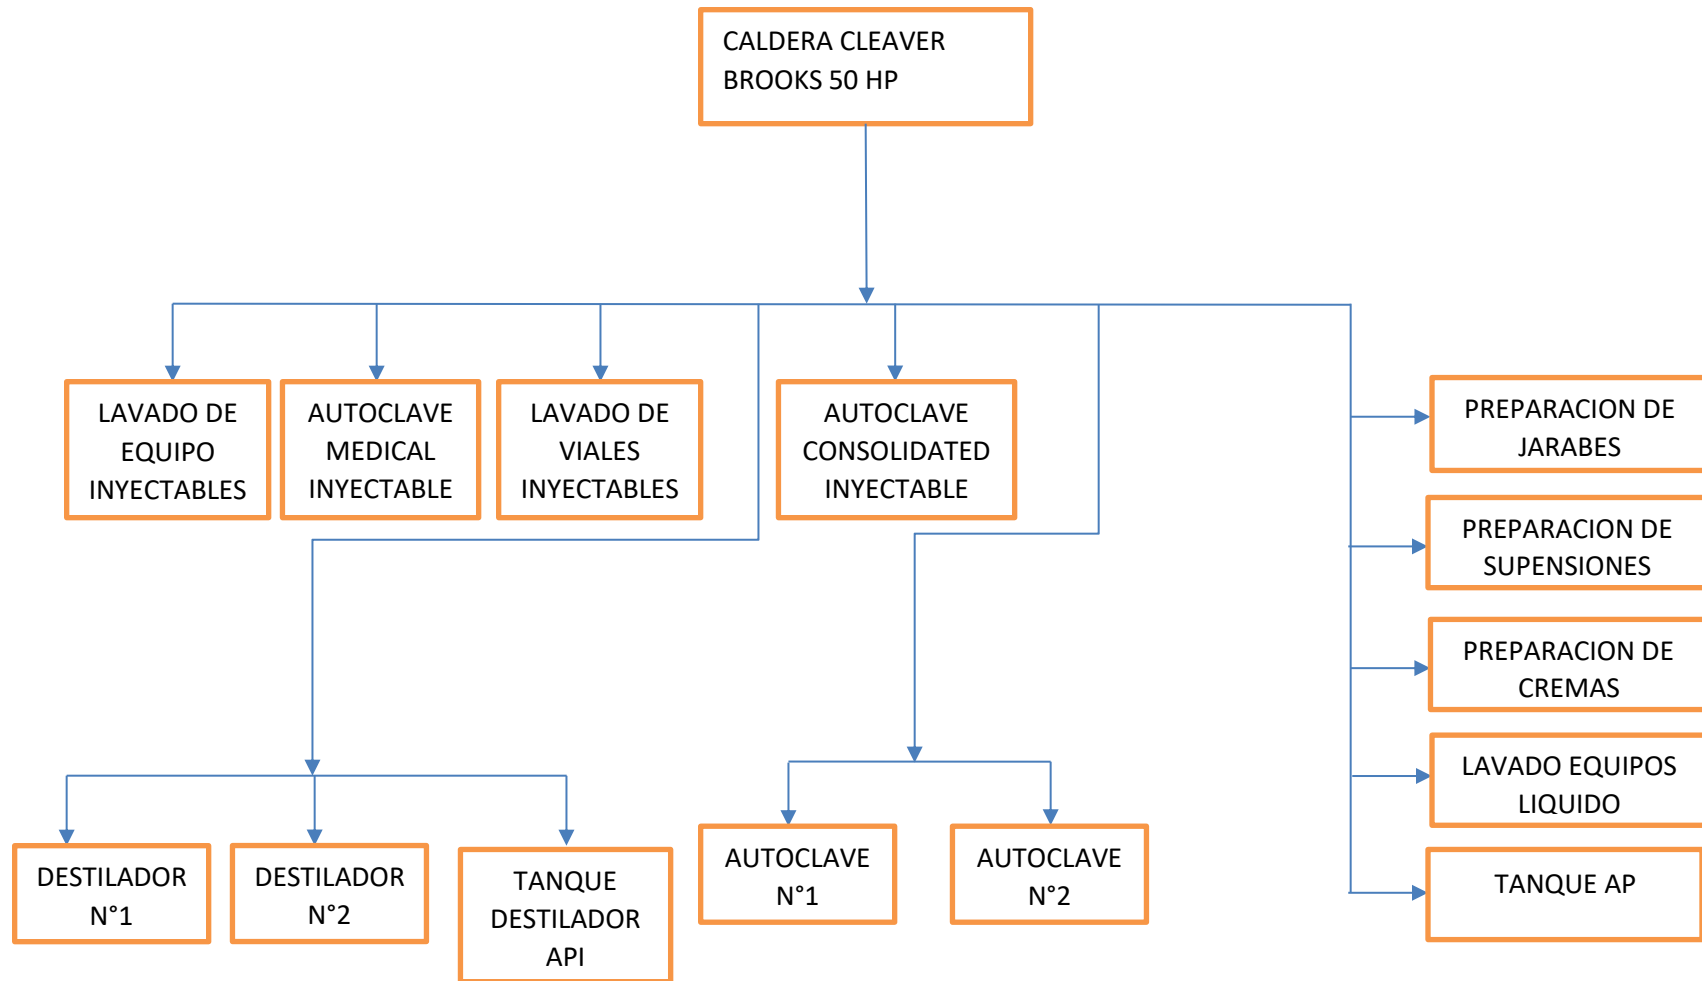 CALDERA CLEAVER
BROOKS 50 HP
LAVADO DE
EQUIPO
INYECTABLES
AUTOCLAVE
MEDICAL
INYECTABLE
LAVADO DE
VIALES
INYECTABLES
AUTOCLAVE
CONSOLIDATED
INYECTABLE
PREPARACION DE
JARABES
PREPARACION DE
SUPENSIONES
PREPARACION DE
CREMAS
LAVADO EQUIPOS
LIQUIDO
TANQUE AP
DESTILADOR
N°1
DESTILADOR
N°2
TANQUE
DESTILADOR
API
AUTOCLAVE
N°1
AUTOCLAVE
N°2